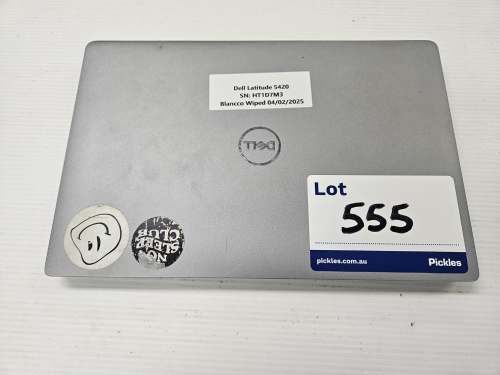 Dell Latitude 5420
SN: HT1D7M3
Blancco Wiped 04/02/2025
DELL
Lot
555
pickles.com.au
Pickles
NO
SLEEP
CLUB